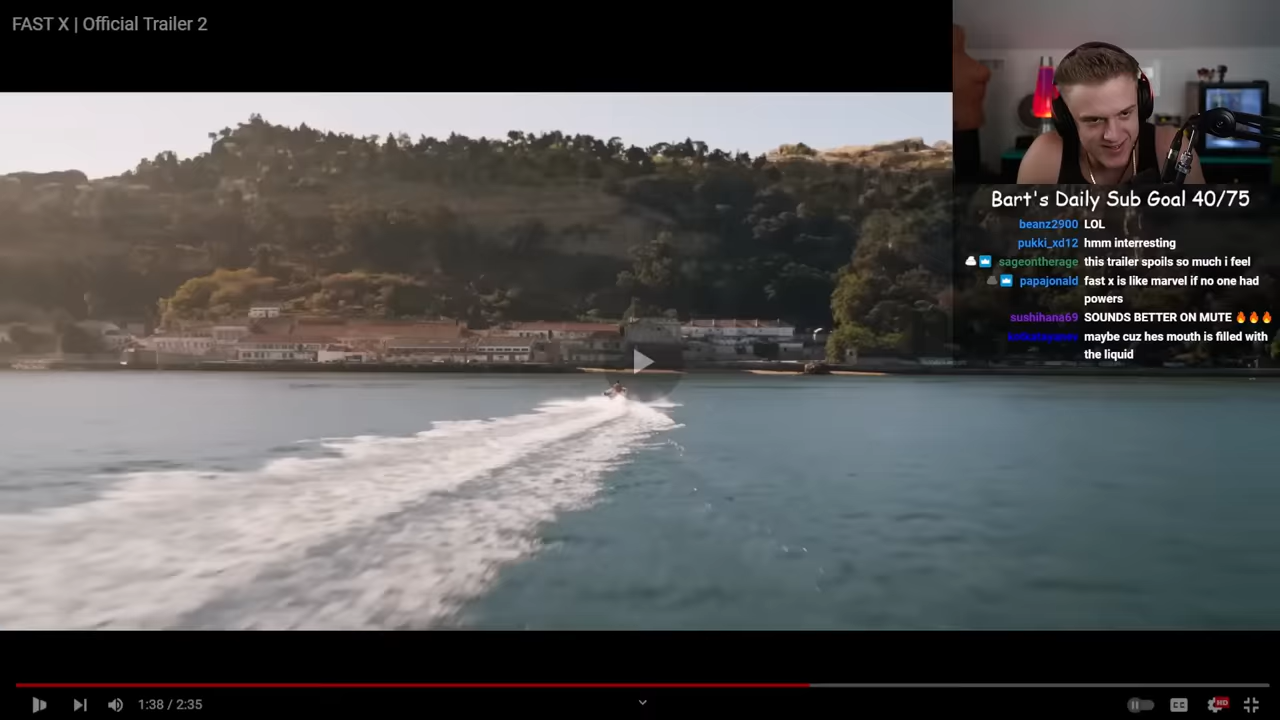 FAST X | Official Trailer 2
Bart's Daily Sub Goal 40/75
beanz2900 LOL
pukki_xd12 hmm interresting
sageontherage this trailer spoils so much i feel
papajonald fast x is like marvel if no one had
powers
sushihana69 SOUNDS BETTER ON MUTE 🔥🔥🔥
maybe cuz hes mouth is filled with
the liquid
1:38 / 2:35
CC
HD